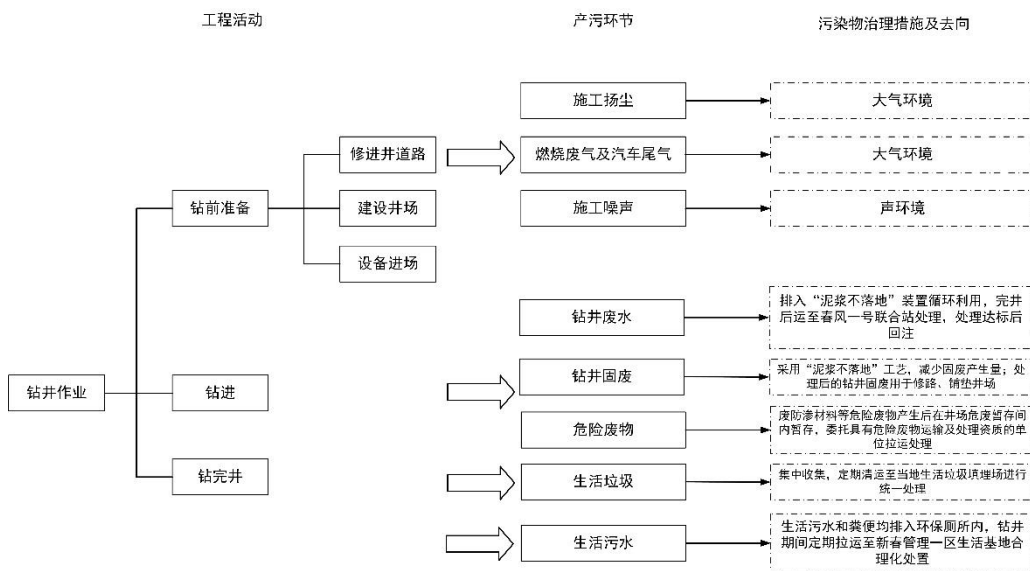 工程活动
产污环节
污染物治理措施及去向
施工扬尘
大气环境
修进井道路
燃烧废气及汽车尾气
大气环境
钻前准备
建设井场
施工噪声
声环境
设备进场
钻井废水
排入“泥浆不落地”装置循环利用，完井
后运至春风一号联合站处理，处理达标后
回注
钻井作业
钻进
钻井固废
采用“泥浆不落地”工艺，减少固废产生量；处
理后的钻井固废用于修路、铺垫井场
危险废物
废防渗材料等危险废物产生后在井场危废暂存间
内暂存，委托具有危险废物运输及处理资质的单
位拉运处理
钻完井
生活垃圾
集中收集，定期清运至当地生活垃圾填埋场进行
统一处理
生活污水
生活污水和粪便均排入环保厕所内，钻井
期间定期拉运至新春管理一区生活基地合
理化处置